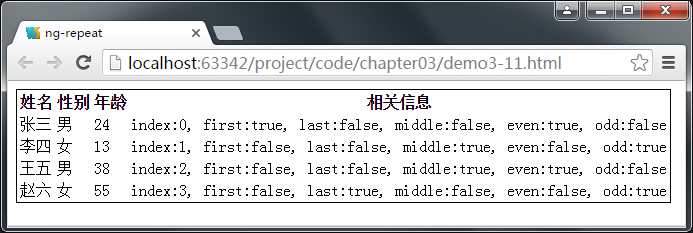 ng-repeat
localhost:63342/project/code/chapter03/demo3-11.html
姓名 性别 年龄 相关信息
张三 男 24 index:0, first:true, last:false, middle:false, even:true, odd:false
李四 女 13 index:1, first:false, last:false, middle:true, even:false, odd:true
王五 男 38 index:2, first:false, last:false, middle:true, even:true, odd:false
赵六 女 55 index:3, first:false, last:true, middle:false, even:false, odd:true